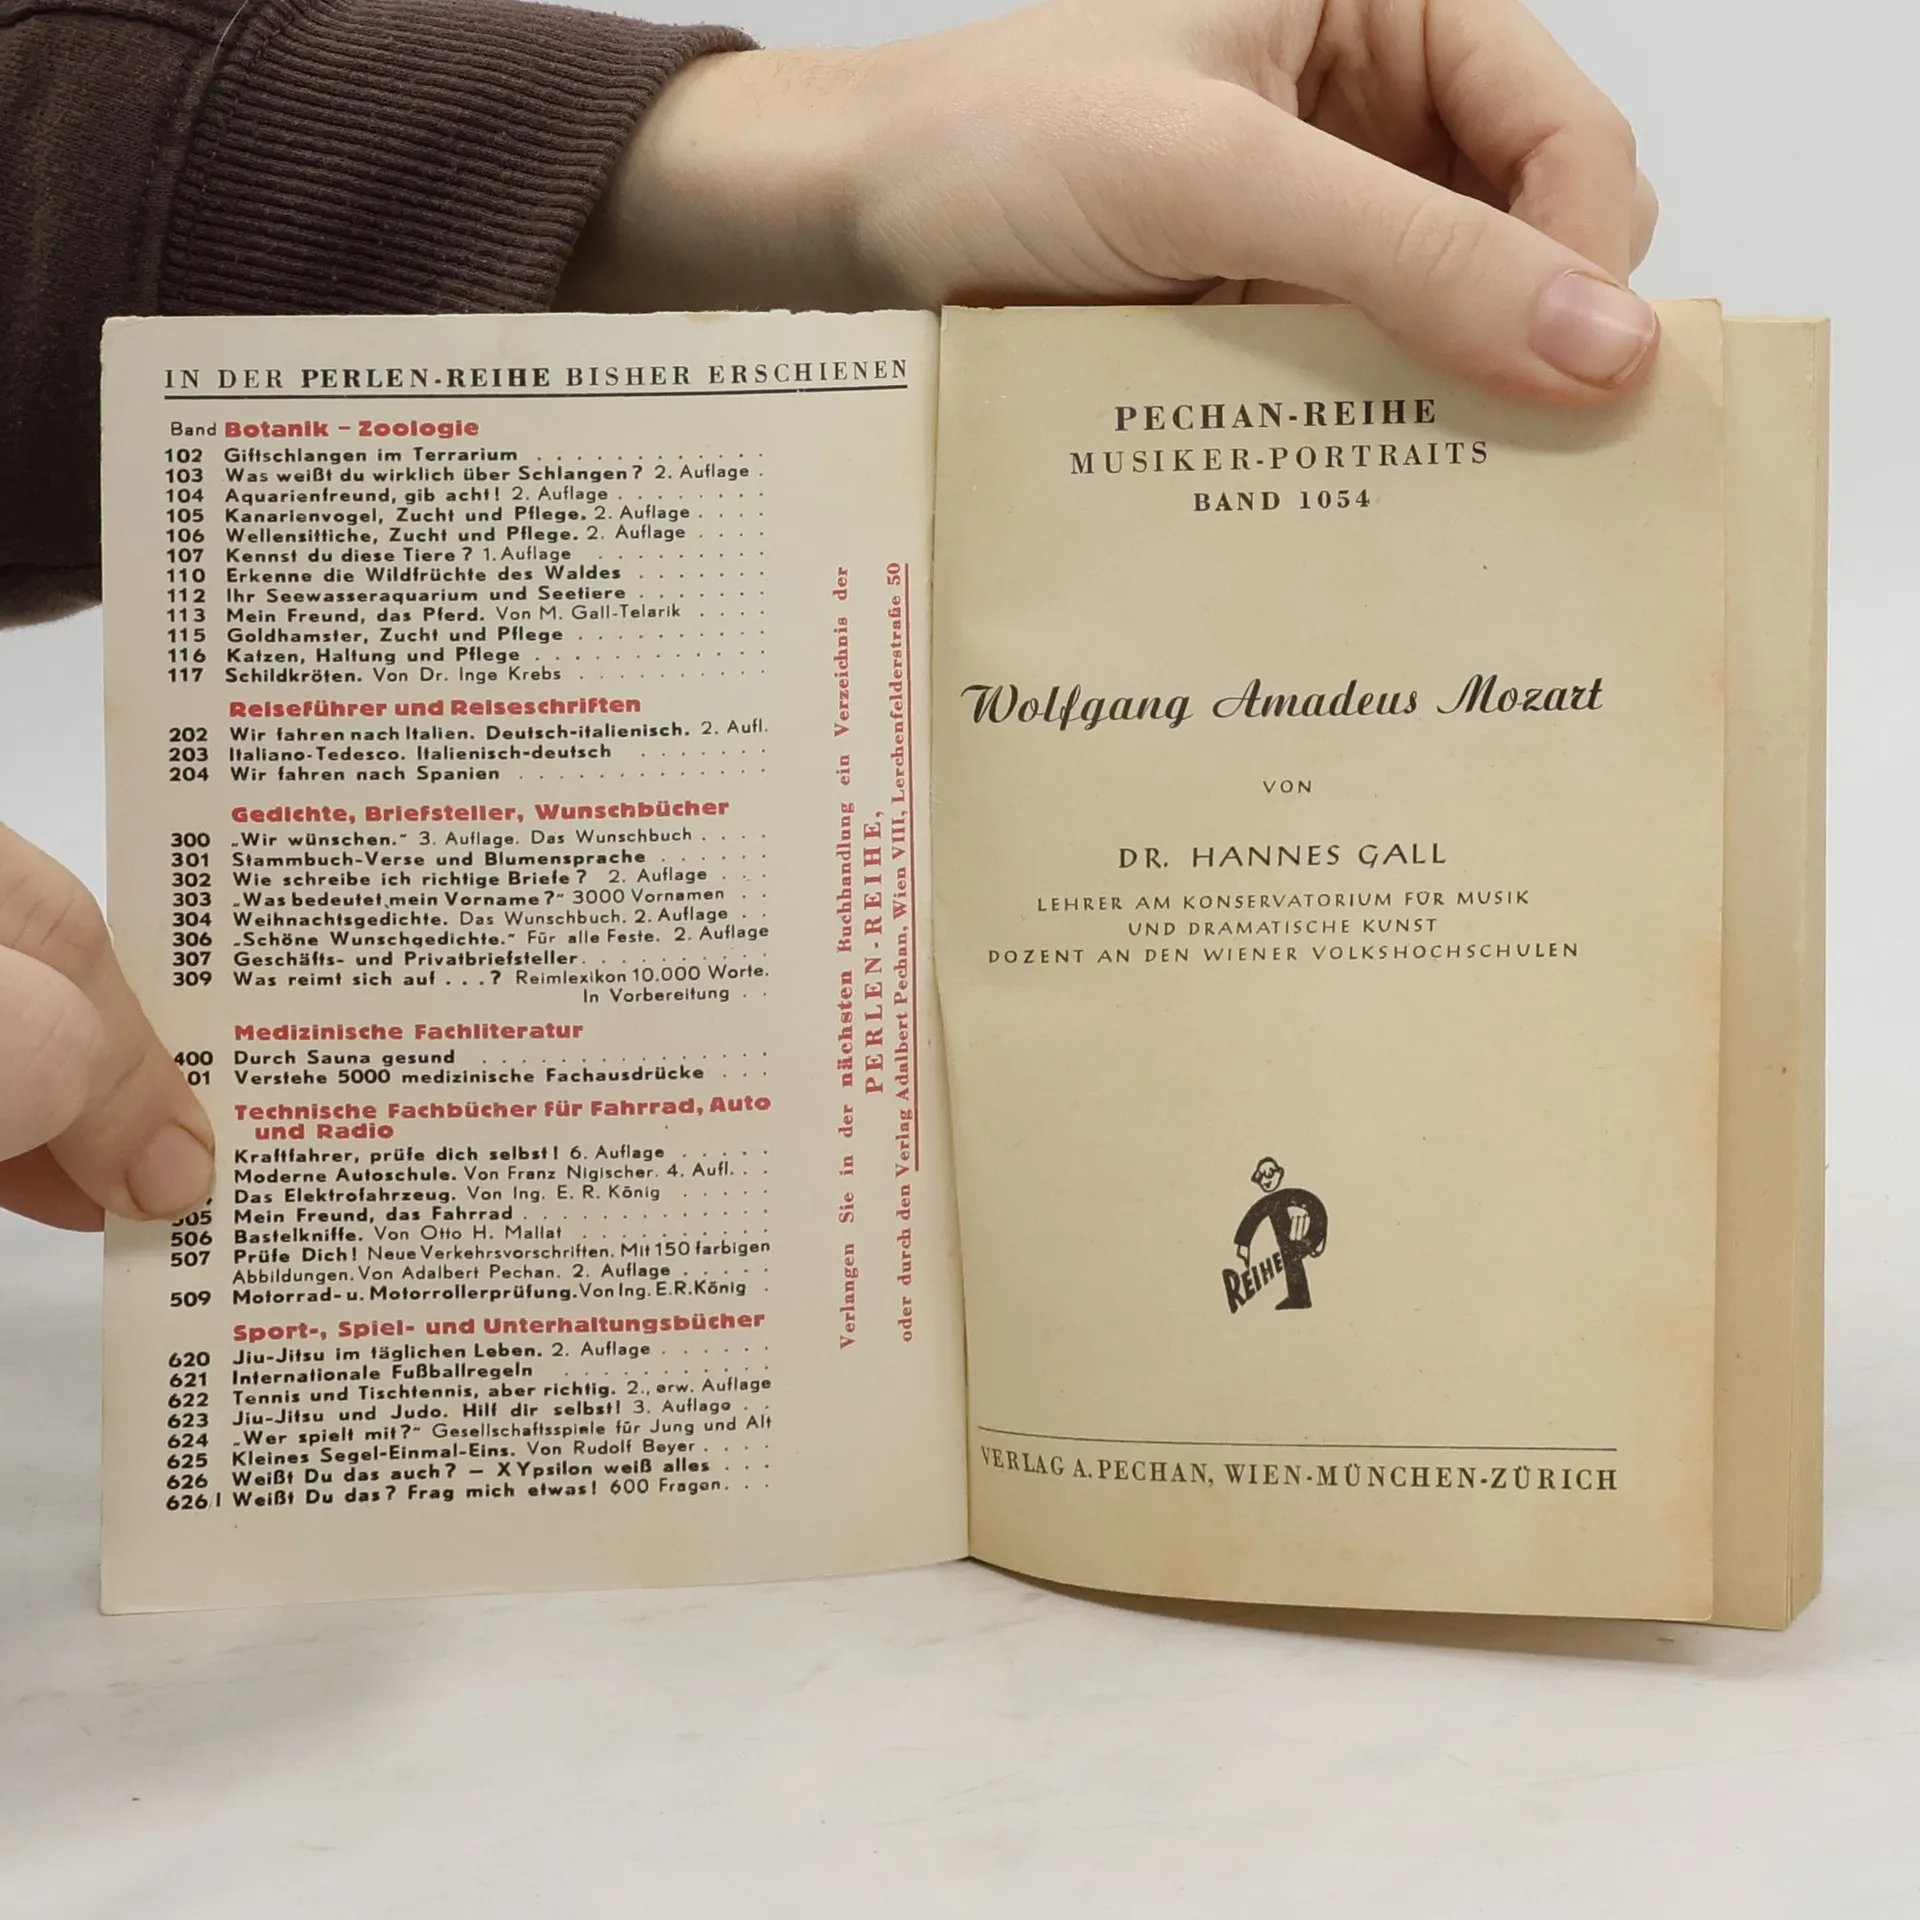 IN DER PERLEN-REIHE BISHER ERSCHIENEN
Band Botanik – Zoologie
102 Giftschlangen im Terrarium . . . . . . . . . . . .
103 Was weißt du wirklich über Schlangen? 2. Auflage .
104 Aquarienfreund, gib acht! 2. Auflage . . . . . . . .
105 Kanarienvogel, Zucht und Pflege. 2. Auflage . . . .
106 Wellensittiche, Zucht und Pflege. 2. Auflage . . . .
107 Kennst du diese Tiere? 1. Auflage . . . . . . . . .
110 Erkenne die Wildfrüchte des Waldes . . . . . . .
112 Ihr Seewasseraquarium und Seetiere . . . . . . .
113 Mein Freund, das Pferd. Von M. Gall-Telarik . . . .
115 Goldhamster, Zucht und Pflege . . . . . . . . . .
116 Katzen, Haltung und Pflege . . . . . . . . . . . .
117 Schildkröten. Von Dr. Inge Krebs . . . . . . . . . .
Reiseführer und Reiseschriften
202 Wir fahren nach Italien. Deutsch-italienisch. 2. Aufl.
203 Italiano-Tedesco. Italienisch-deutsch . . . . . . .
204 Wir fahren nach Spanien . . . . . . . . . . . . .
Gedichte, Briefsteller, Wunschbücher
300 „Wir wünschen.“ 3. Auflage. Das Wunschbuch . . . .
301 Stammbuch-Verse und Blumensprache . . . . . .
302 Wie schreibe ich richtige Briefe? 2. Auflage . . .
303 „Was bedeutet mein Vorname?“ 3000 Vornamen . .
304 Weihnachtsgedichte. Das Wunschbuch. 2. Auflage . .
306 „Schöne Wunschgedichte.“ Für alle Feste. 2. Auflage
307 Geschäfts- und Privatbriefsteller. . . . . . . . . .
309 Was reimt sich auf . . .? Reimlexikon 10.000 Worte.
In Vorbereitung . .
Medizinische Fachliteratur
400 Durch Sauna gesund . . . . . . . . . . . . . . .
01 Verstehe 5000 medizinische Fachausdrücke . . .
Technische Fachbücher für Fahrrad, Auto
und Radio
Kraftfahrer, prüfe dich selbst! 6. Auflage . . . . .
Moderne Autoschule. Von Franz Niglscher. 4. Aufl. . .
Das Elektrofahrzeug. Von Ing. E. R. König . . . . .
505 Mein Freund, das Fahrrad . . . . . . . . . . . . .
506 Bastelkniffe. Von Otto H. Mallat . . . . . . . . . .
507 Prüfe Dich! Neue Verkehrsvorschriften. Mit 150 farbigen
Abbildungen. Von Adalbert Pechan. 2. Auflage . . . . .
509 Motorrad- u. Motorrollerprüfung. Von Ing. E.R.König .
Sport-, Spiel- und Unterhaltungsbücher
620 Jiu-Jitsu im täglichen Leben. 2. Auflage . . . . . .
621 Internationale Fußballregeln . . . . . . . . . . .
622 Tennis und Tischtennis, aber richtig. 2., erw. Auflage
623 Jiu-Jitsu und Judo. Hilf dir selbst! 3. Auflage . .
624 „Wer spielt mit?“ Gesellschaftsspiele für Jung und Alt
625 Kleines Segel-Einmal-Eins. Von Rudolf Beyer . . . .
626 Weißt Du das auch? – X Ypsilon weiß alles . . .
626/I Weißt Du das? Frag mich etwas! 600 Fragen. . .
Verlangen Sie in der nächsten Buchhandlung ein Verzeichnis der
PERLEN-REIHE,
oder durch den Verlag Adalbert Pechan, Wien VIII, Lerchenfelderstraße 50
PECHAN-REIHE
MUSIKER-PORTRAITS
BAND 1054
Wolfgang Amadeus Mozart
VON
DR. HANNES GALL
LEHRER AM KONSERVATORIUM FÜR MUSIK
UND DRAMATISCHE KUNST
DOZENT AN DEN WIENER VOLKSHOCHSCHULEN
P
REIHE
VERLAG A. PECHAN, WIEN-MÜNCHEN-ZÜRICH